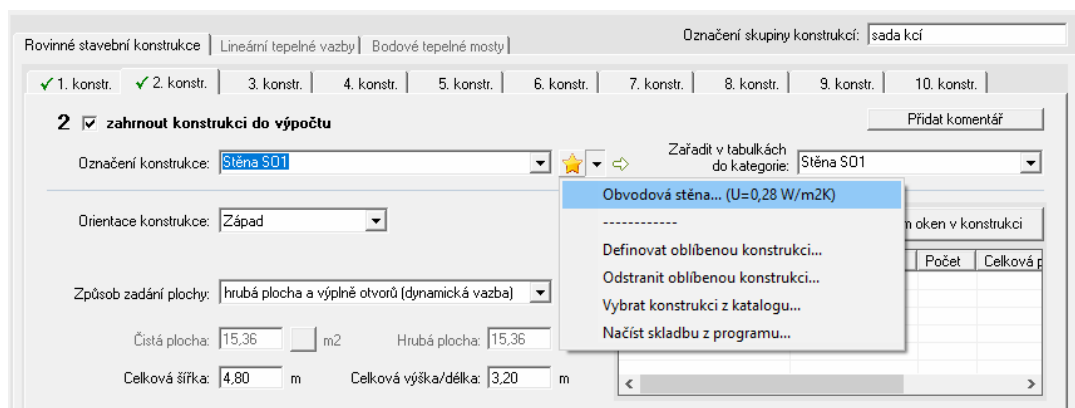 Označení skupiny konstrukcí: sada kcí
Rovinné stavební konstrukce Lineární tepelné vazby Bodové tepelné mosty
1. konstr. 2. konstr. 3. konstr. 4. konstr. 5. konstr. 6. konstr. 7. konstr. 8. konstr. 9. konstr. 10. konstr.
2 zahrnout konstrukci do výpočtu Přidat komentář
Označení konstrukce: Stěna SO1
Zařadit v tabulkách
do kategorie: Stěna SO1
Obvodová stěna... (U=0,28 W/m2K)
------------
Definovat oblíbenou konstrukci...
Odstranit oblíbenou konstrukci...
Vybrat konstrukci z katalogu...
Načíst skladbu z programu...
Orientace konstrukce: Západ
oken v konstrukci
Počet Celková
Způsob zadání plochy: hrubá plocha a výplně otvorů (dynamická vazba)
Čistá plocha: 15,36 m2 Hrubá plocha: 15,36
Celková šířka: 4,80 m Celková výška/délka: 3,20 m